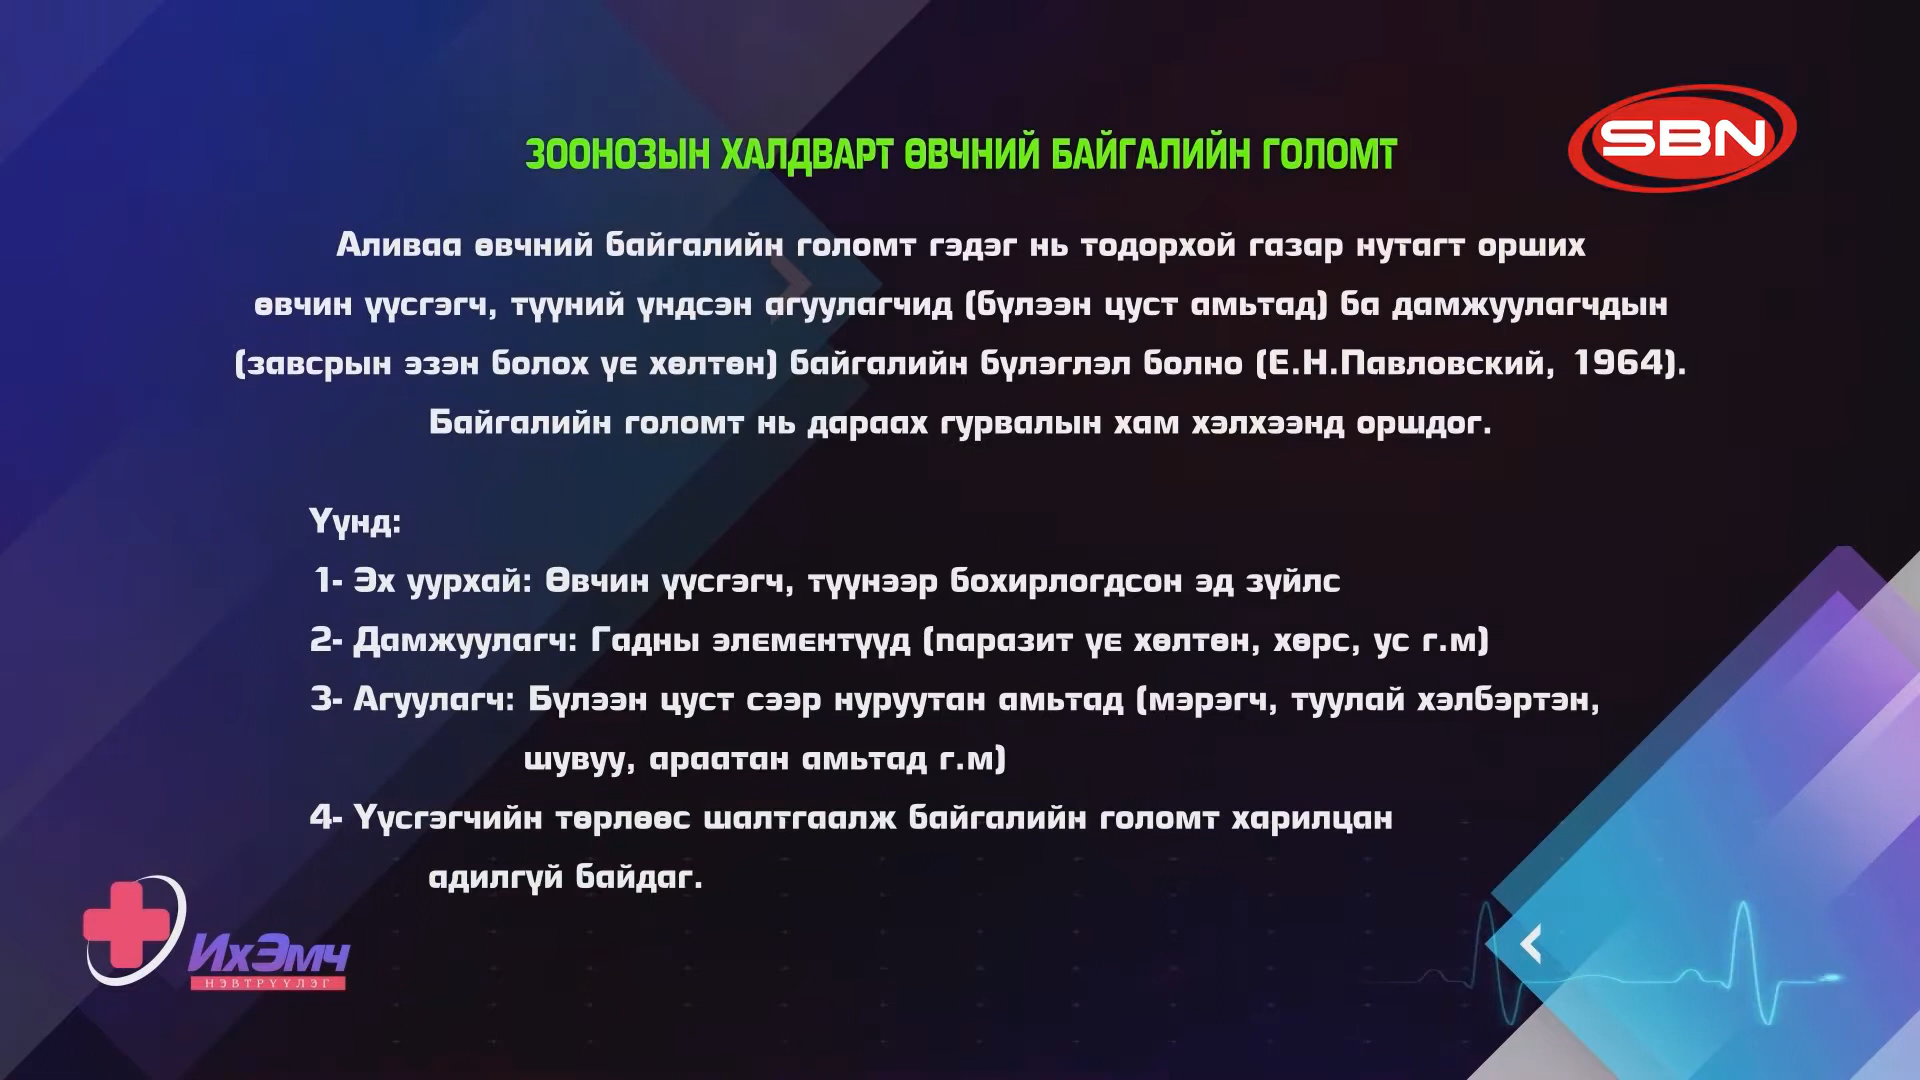 SBN
ЗООНОЗЫН ХАЛДВАРТ ӨВЧНИЙ БАЙГАЛИЙН ГОЛОМТ
Аливаа өвчний байгалийн голомт гэдэг нь тодорхой газар нутагт орших
өвчин үүсгэгч, түүний үндсэн агуулагчид (бүлээн цуст амьтад) ба дамжуулагчдын
(завсрын эзэн болох үе хөлтөн) байгалийн бүлэглэл болно (Е.Н.Павловский, 1964).
Байгалийн голомт нь дараах гурвалын хам хэлхээнд оршдог.
Үүнд:
1- Эх уурхай: Өвчин үүсгэгч, түүнээр бохирлогдсон эд зүйлс
2- Дамжуулагч: Гадны элементүүд (паразит үе хөлтөн, хөрс, ус г.м)
3- Агуулагч: Бүлээн цуст сээр нуруутан амьтад (мэрэгч, туулай хэлбэртэн,
шувуу, араатан амьтад г.м)
4- Үүсгэгчийн төрлөөс шалтгаалж байгалийн голомт харилцан
адилгүй байдаг.
ИхЭмч
НЭВТРҮҮЛЭГ